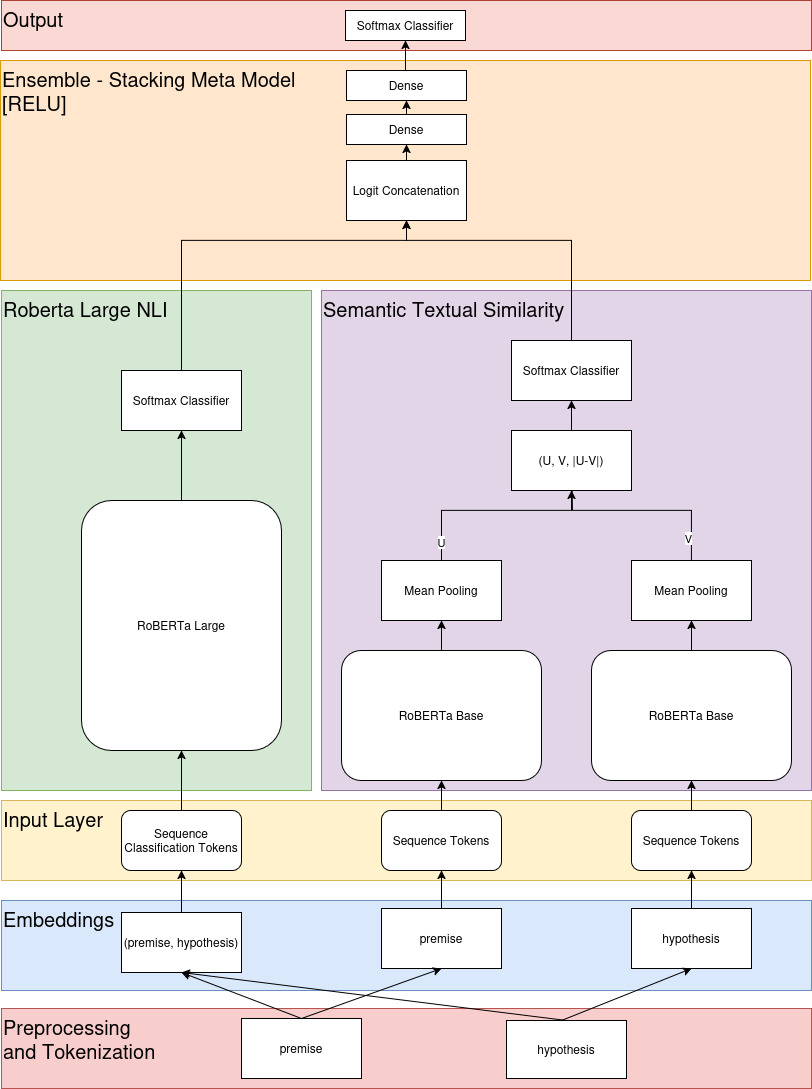 Output
Softmax Classifier
Ensemble - Stacking Meta Model
[RELU]
Dense
Dense
Logit Concatenation
Roberta Large NLI
Semantic Textual Similarity
Softmax Classifier
Softmax Classifier
(U, V, |U-V|)
U
V
Mean Pooling
Mean Pooling
RoBERTa Large
RoBERTa Base
RoBERTa Base
Input Layer
Sequence
Classification Tokens
Sequence Tokens
Sequence Tokens
Embeddings
(premise, hypothesis)
premise
hypothesis
Preprocessing
and Tokenization
premise
hypothesis